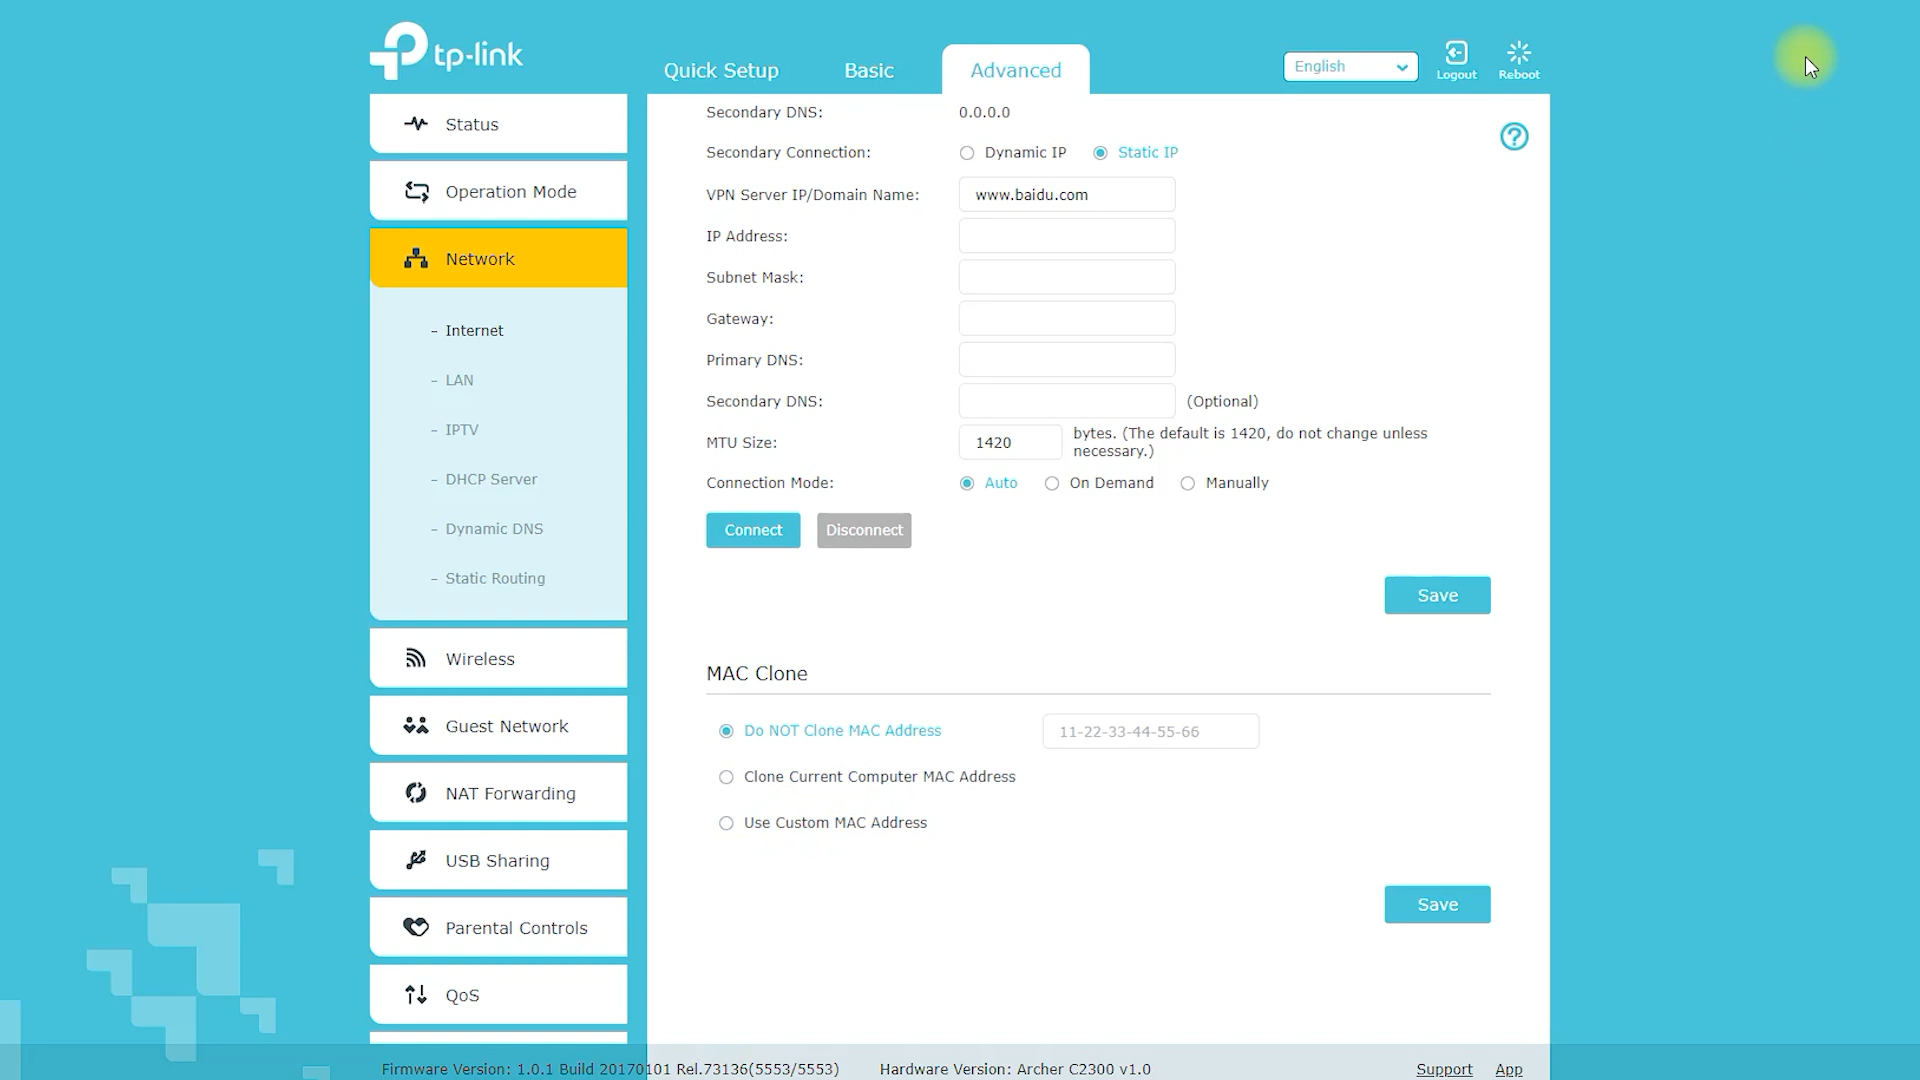 tp-link
Quick Setup
Basic
Advanced
English
Logout
Reboot
Status
Operation Mode
Network
- Internet
- LAN
- IPTV
- DHCP Server
- Dynamic DNS
- Static Routing
Wireless
Guest Network
NAT Forwarding
USB Sharing
Parental Controls
QoS
Secondary DNS: 0.0.0.0
Secondary Connection: Dynamic IP Static IP
VPN Server IP/Domain Name: www.baidu.com
IP Address:
Subnet Mask:
Gateway:
Primary DNS:
Secondary DNS: (Optional)
MTU Size: 1420 bytes. (The default is 1420, do not change unless
necessary.)
Connection Mode: Auto On Demand Manually
Connect Disconnect
Save
MAC Clone
Do NOT Clone MAC Address 11-22-33-44-55-66
Clone Current Computer MAC Address
Use Custom MAC Address
Save
Firmware Version: 1.0.1 Build 20170101 Rel.73136(5553/5553) Hardware Version: Archer C2300 v1.0 Support App